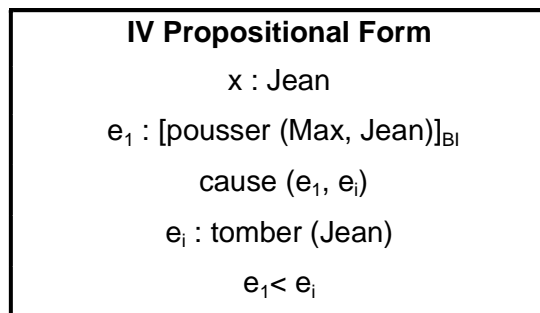 IV Propositional Form
x : Jean
e₁ : [pousser (Max, Jean)]BI
cause (e₁, eᵢ)
eᵢ : tomber (Jean)
e₁< eᵢ